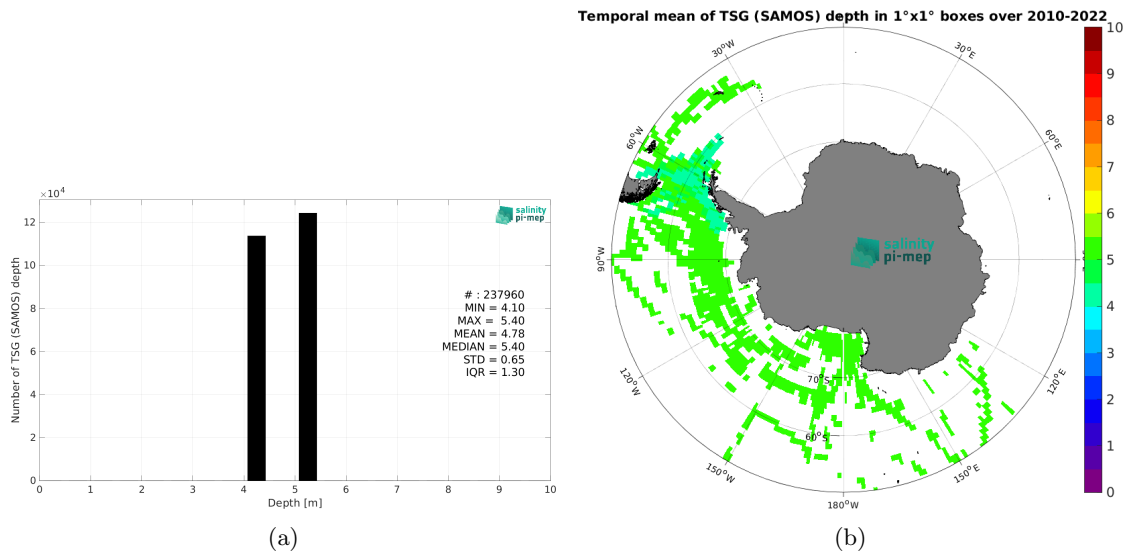 Temporal mean of TSG (SAMOS) depth in 1°x1° boxes over 2010-2022
×10⁴
12
10
8
6
4
2
0
Number of TSG (SAMOS) depth
0 1 2 3 4 5 6 7 8 9 10
Depth [m]
salinity
pi-mep
# : 237960
MIN = 4.10
MAX = 5.40
MEAN = 4.78
MEDIAN = 5.40
STD = 0.65
IQR = 1.30
(a)
30°W
30°E
60°W
60°E
90°W
120°W
120°E
150°W
150°E
180°W
70°S
60°S
salinity
pi-mep
10
9
8
7
6
5
4
3
2
1
0
(b)